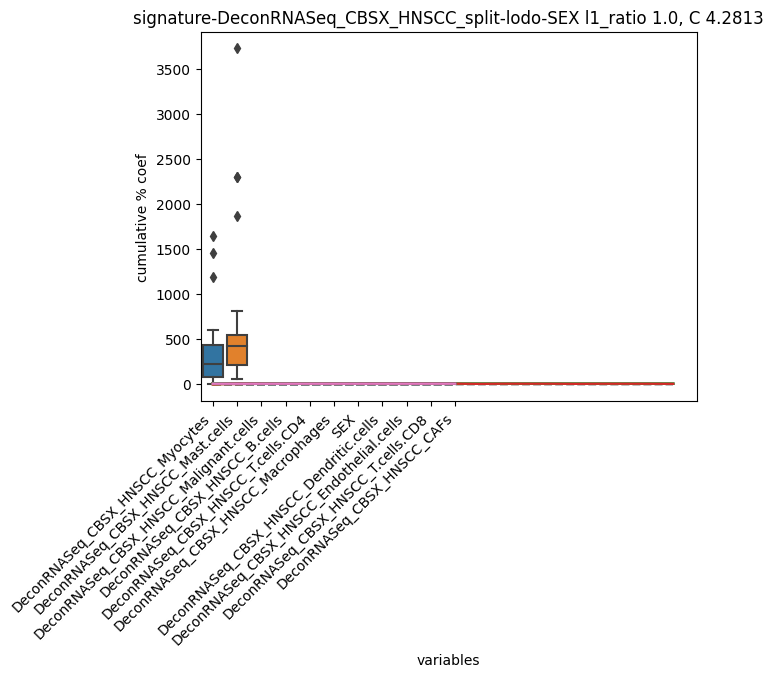 signature-DeconRNASeq_CBSX_HNSCC_split-lodo-SEX l1_ratio 1.0, C 4.2813
cumulative % coef
3500
3000
2500
2000
1500
1000
500
0
DeconRNASeq_CBSX_HNSCC_Myocytes
DeconRNASeq_CBSX_HNSCC_Mast.cells
DeconRNASeq_CBSX_HNSCC_Malignant.cells
DeconRNASeq_CBSX_HNSCC_B.cells
DeconRNASeq_CBSX_HNSCC_T.cells.CD4
DeconRNASeq_CBSX_HNSCC_Macrophages
SEX
DeconRNASeq_CBSX_HNSCC_Dendritic.cells
DeconRNASeq_CBSX_HNSCC_Endothelial.cells
DeconRNASeq_CBSX_HNSCC_T.cells.CD8
DeconRNASeq_CBSX_HNSCC_CAFs
variables